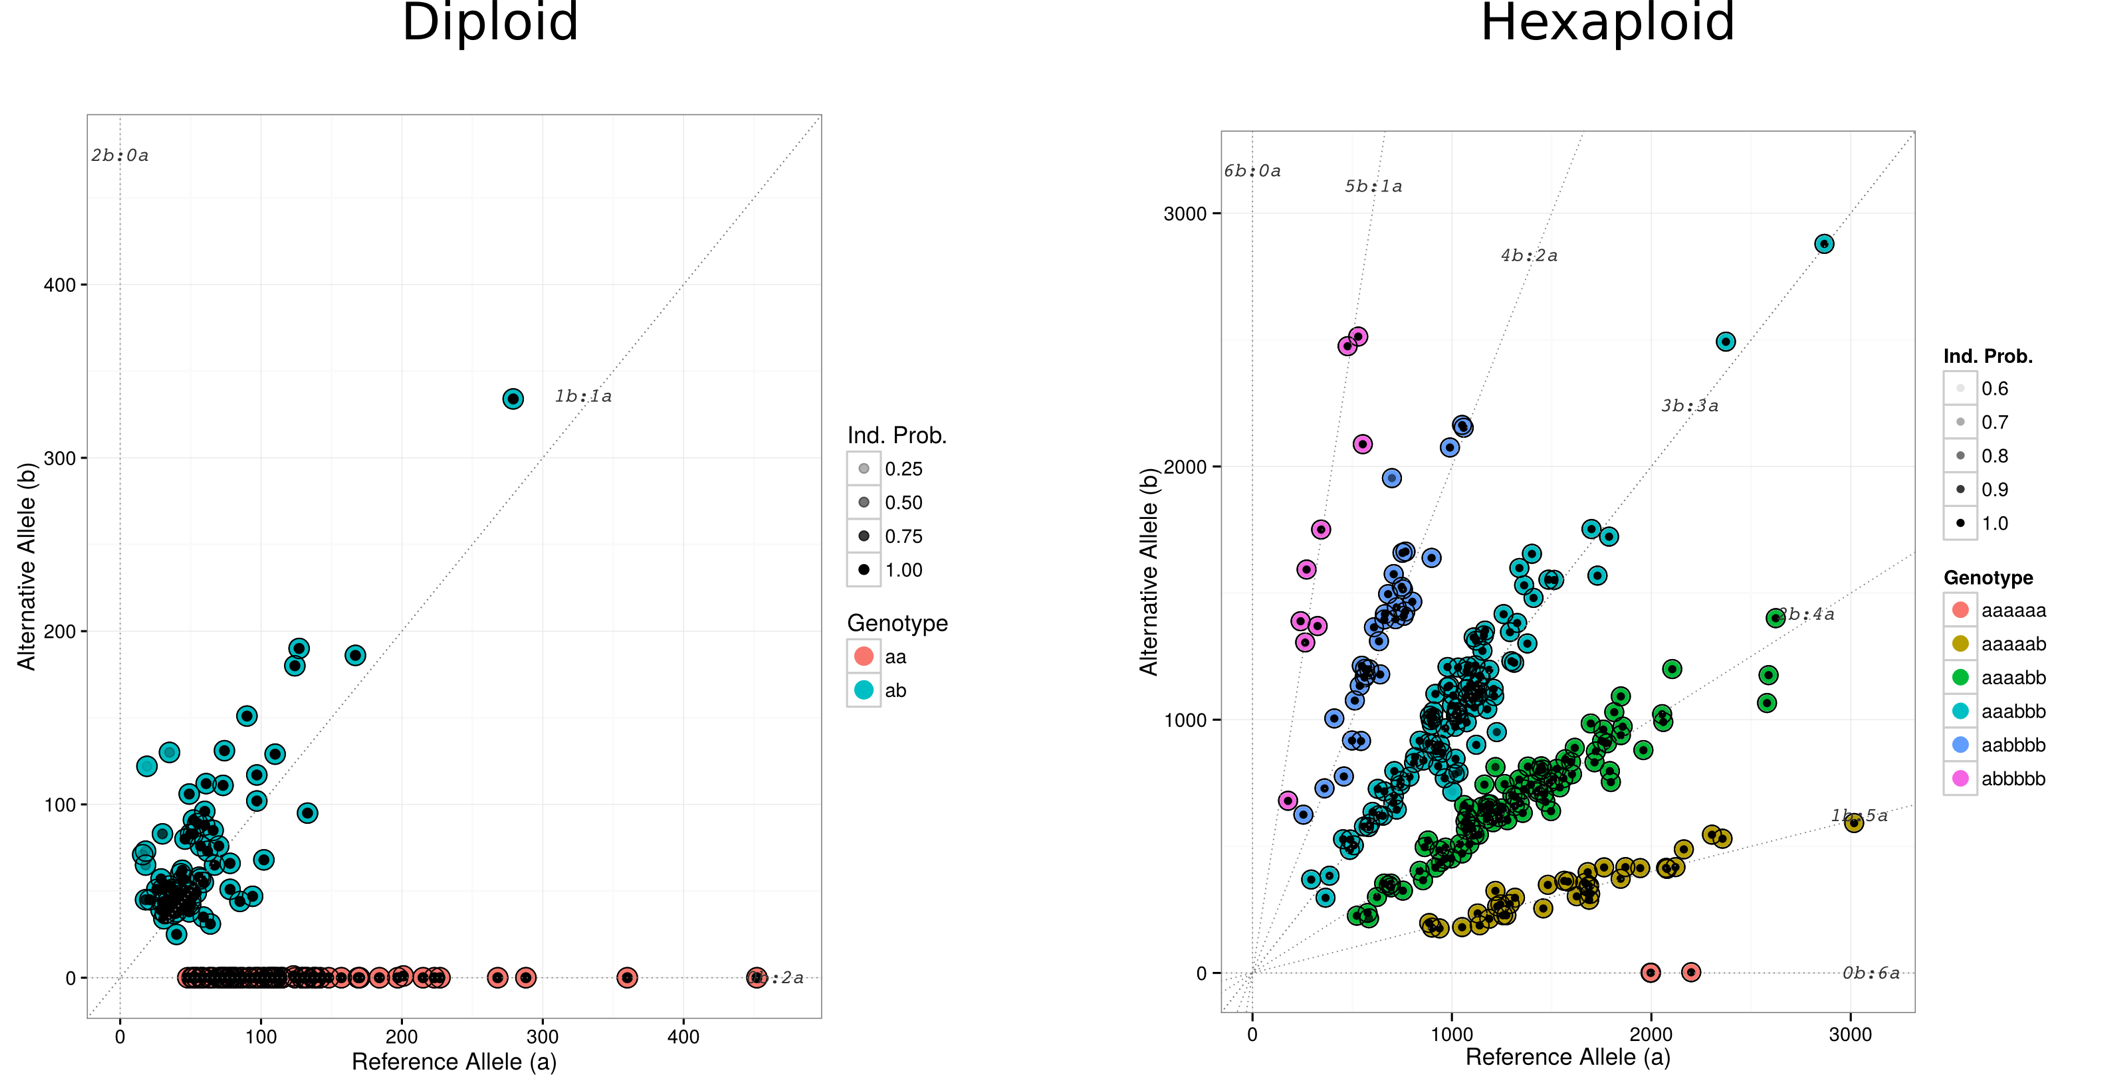 Diploid
2b:0a
1b:1a
:2a
400
300
200
100
0
0
100
200
300
400
Alternative Allele (b)
Reference Allele (a)
Ind. Prob.
0.25
0.50
0.75
1.00
Genotype
aa
ab
Hexaploid
6b:0a
5b:1a
4b:2a
3b:3a
2b:4a
1b:5a
0b:6a
3000
2000
1000
0
0
1000
2000
3000
Alternative Allele (b)
Reference Allele (a)
Ind. Prob.
0.6
0.7
0.8
0.9
1.0
Genotype
aaaaaa
aaaaab
aaaabb
aaabbb
aabbbb
abbbbb